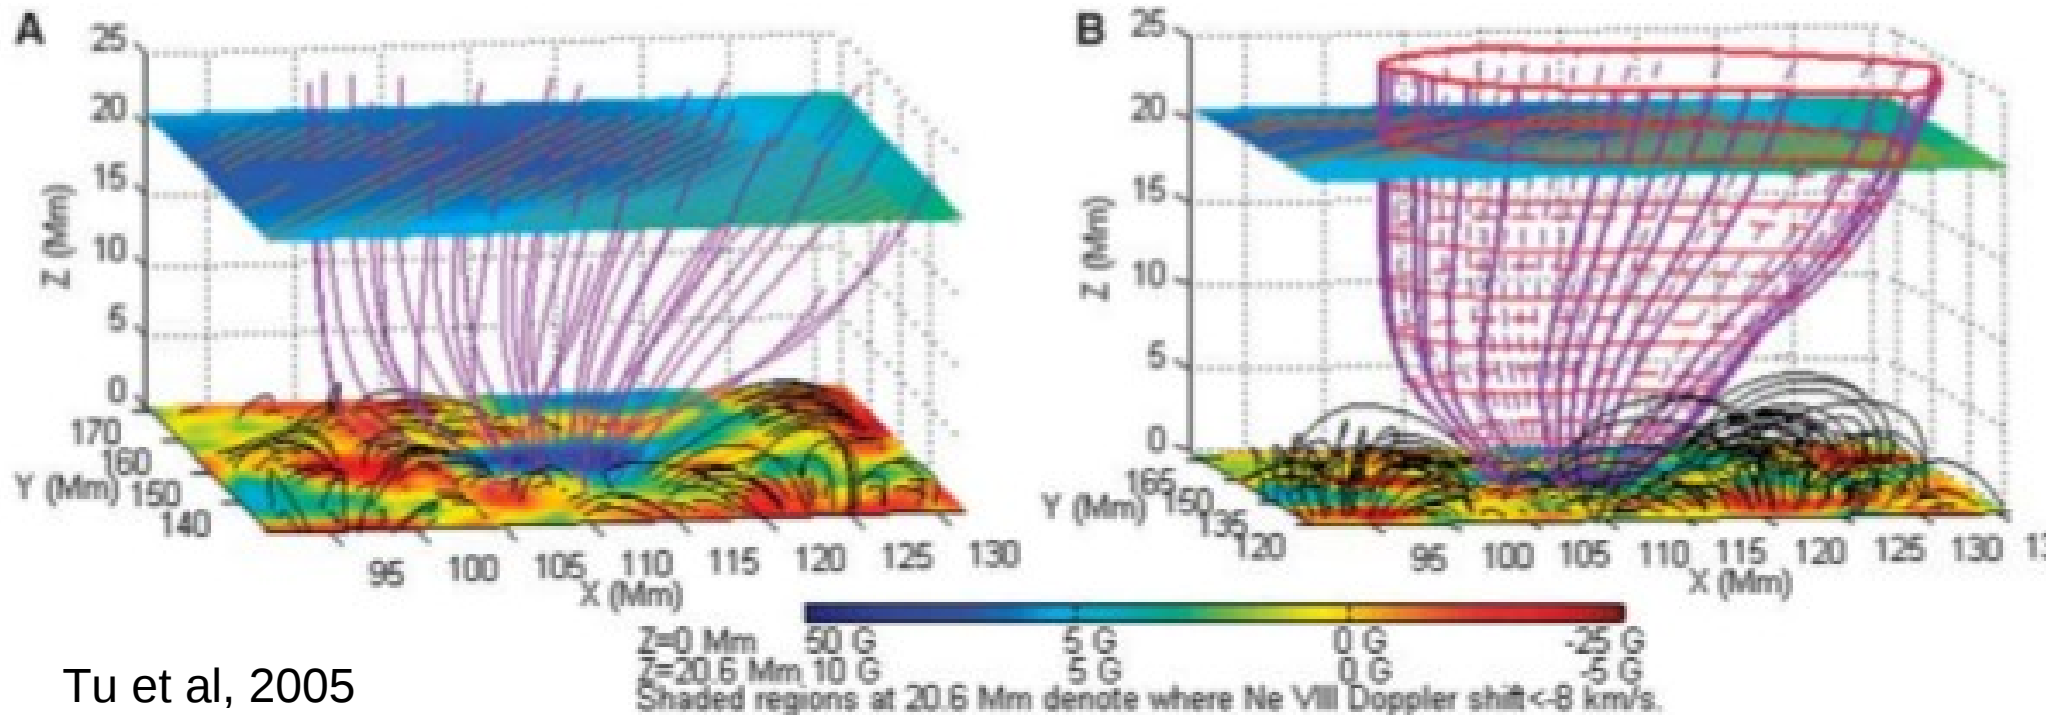 A
25
20
15
10
5
0
Z (Mm)
170
160
150
140
Y (Mm)
95 100 105 110 115 120 125 130
X (Mm)
B
25
20
15
10
5
0
Z (Mm)
165
150
135
120
Y (Mm)
95 100 105 110 115 120 125 130
X (Mm)
Z=0 Mm 50 G 5 G 0 G -25 G
Z=20.6 Mm 10 G 5 G 0 G -5 G
Shaded regions at 20.6 Mm denote where Ne VIII Doppler shift<-8 km/s.
Tu et al, 2005